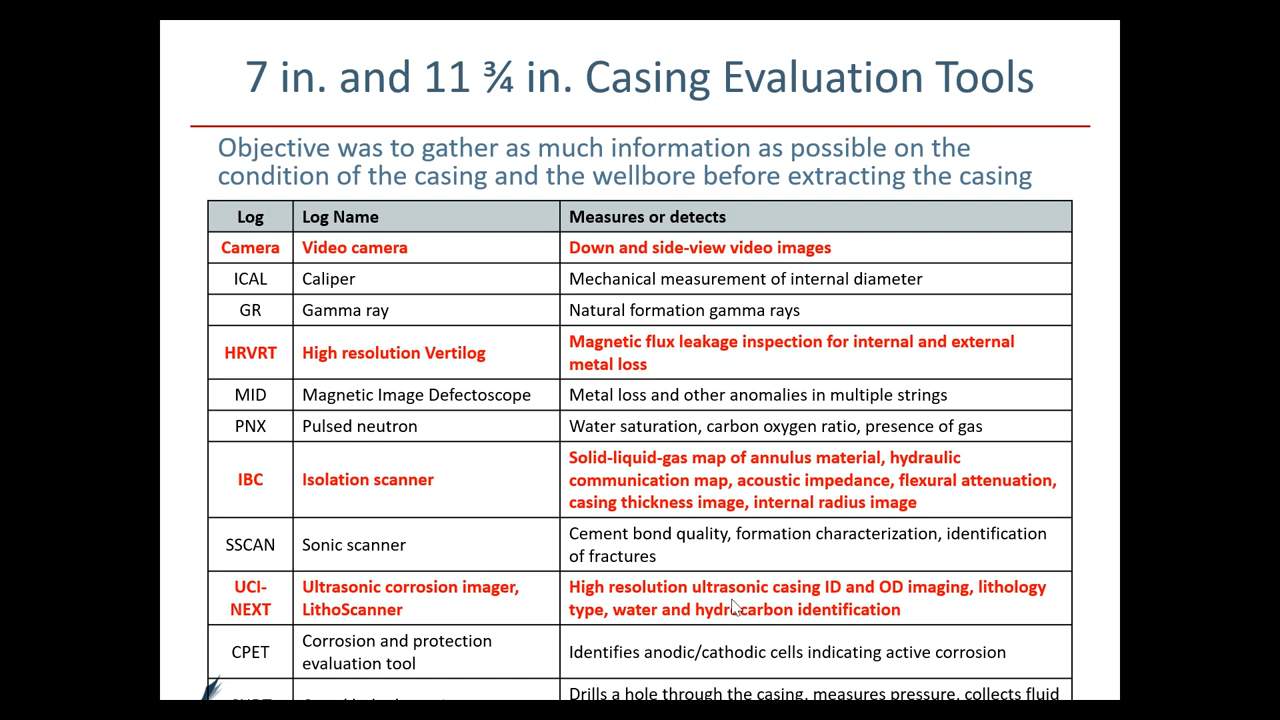 7 in. and 11 ¾ in. Casing Evaluation Tools
Objective was to gather as much information as possible on the
condition of the casing and the wellbore before extracting the casing
Log Log Name Measures or detects
Camera Video camera Down and side-view video images
ICAL Caliper Mechanical measurement of internal diameter
GR Gamma ray Natural formation gamma rays
HRVRT High resolution Vertilog Magnetic flux leakage inspection for internal and external
metal loss
MID Magnetic Image Defectoscope Metal loss and other anomalies in multiple strings
PNX Pulsed neutron Water saturation, carbon oxygen ratio, presence of gas
IBC Isolation scanner Solid-liquid-gas map of annulus material, hydraulic
communication map, acoustic impedance, flexural attenuation,
casing thickness image, internal radius image
SSCAN Sonic scanner Cement bond quality, formation characterization, identification
of fractures
UCI- Ultrasonic corrosion imager, High resolution ultrasonic casing ID and OD imaging, lithology
NEXT LithoScanner type, water and hydrocarbon identification
CPET Corrosion and protection
evaluation tool Identifies anodic/cathodic cells indicating active corrosion
Drills a hole through the casing, measures pressure, collects fluid